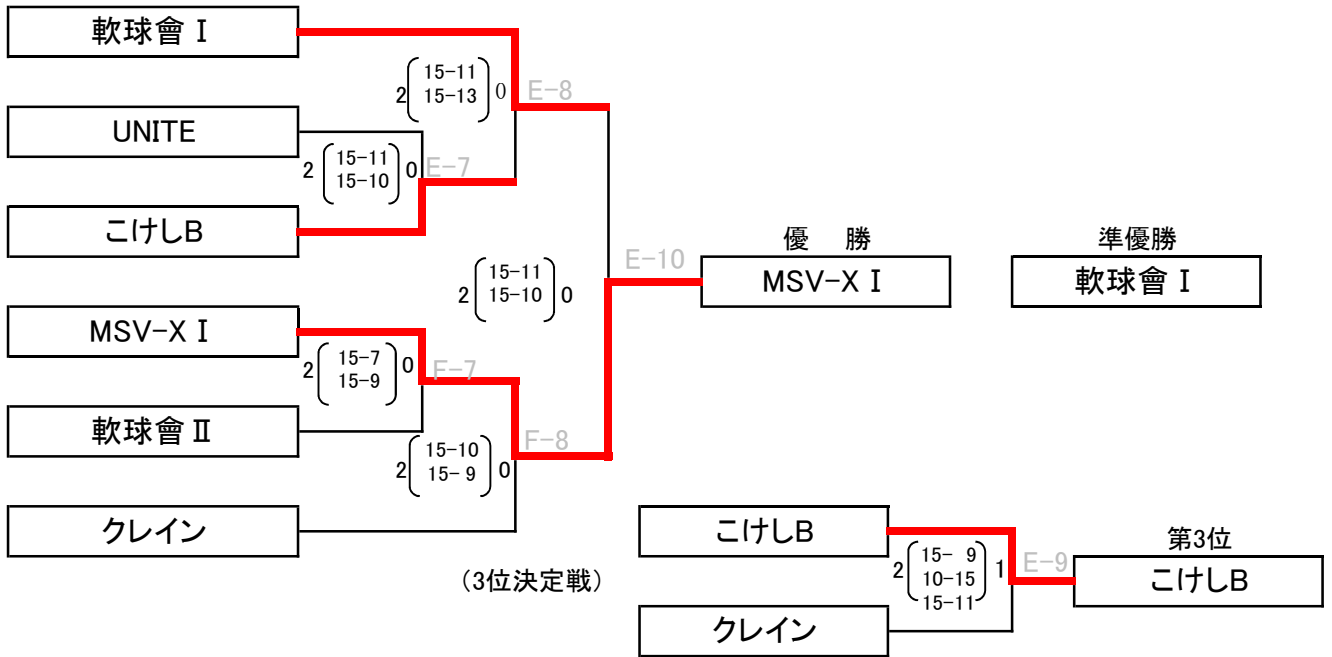 軟球會Ⅰ
15-11
2 15-13 0
E-8
UNITE
15-11
2 15-10 0
E-7
こけしB
優 勝
準優勝
E-10
MSV-XⅠ
軟球會Ⅰ
15-11
2 15-10 0
MSV-XⅠ
15-7
2 15-9 0
F-7
軟球會Ⅱ
F-8
15-10
2 15- 9 0
クレイン
こけしB
第3位
15- 9
2 10-15 1
15-11
E-9
こけしB
(3位決定戦)
クレイン